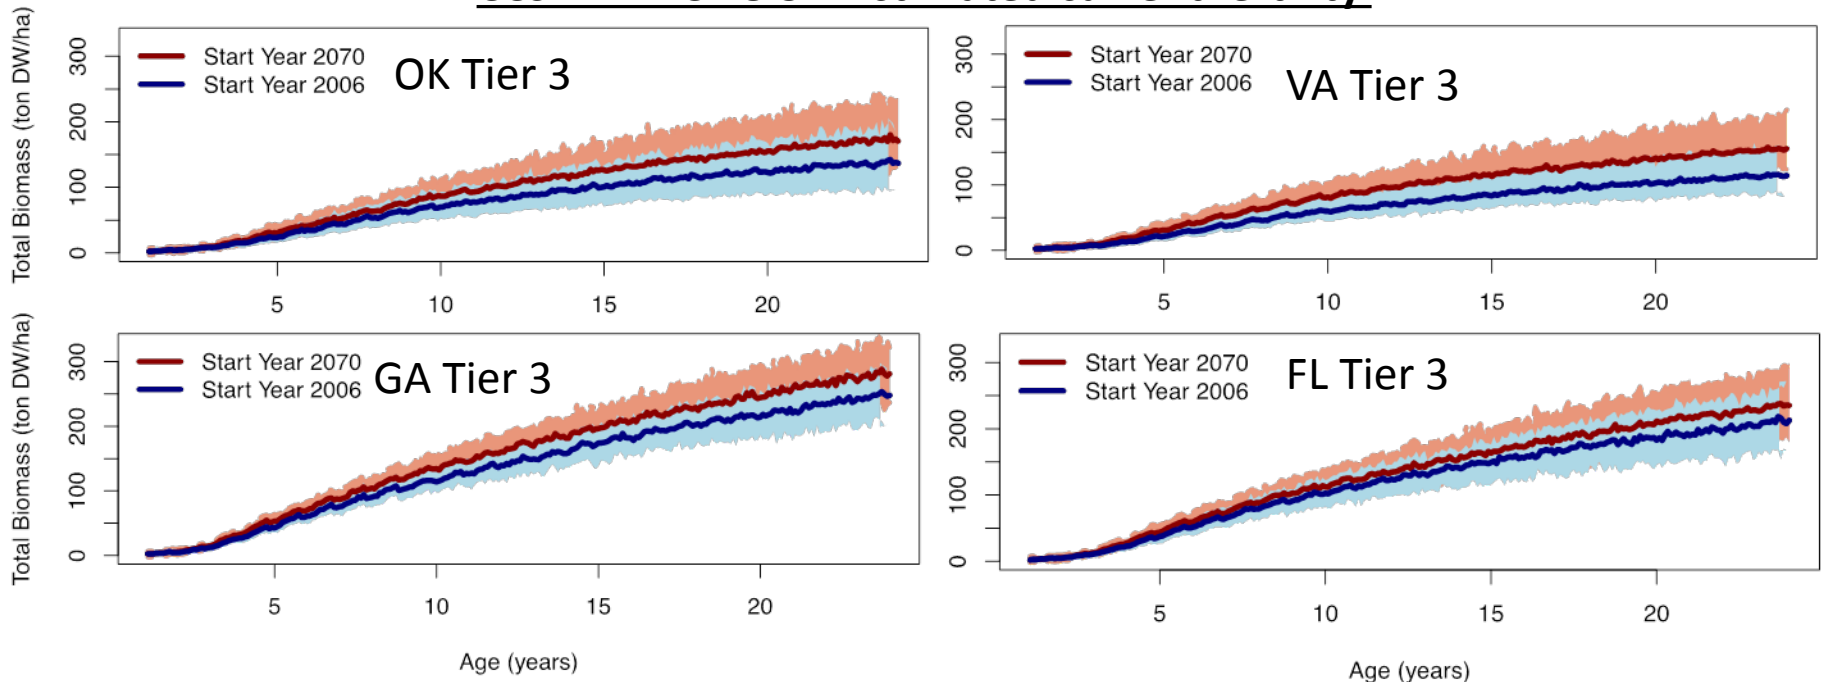 Total Biomass (ton DW/ha)
300
200
100
0
Start Year 2070
Start Year 2006
OK Tier 3
5
10
15
20
300
200
100
0
Start Year 2070
Start Year 2006
VA Tier 3
5
10
15
20
Total Biomass (ton DW/ha)
300
200
100
0
Start Year 2070
Start Year 2006
GA Tier 3
5
10
15
20
Age (years)
300
200
100
0
Start Year 2070
Start Year 2006
FL Tier 3
5
10
15
20
Age (years)